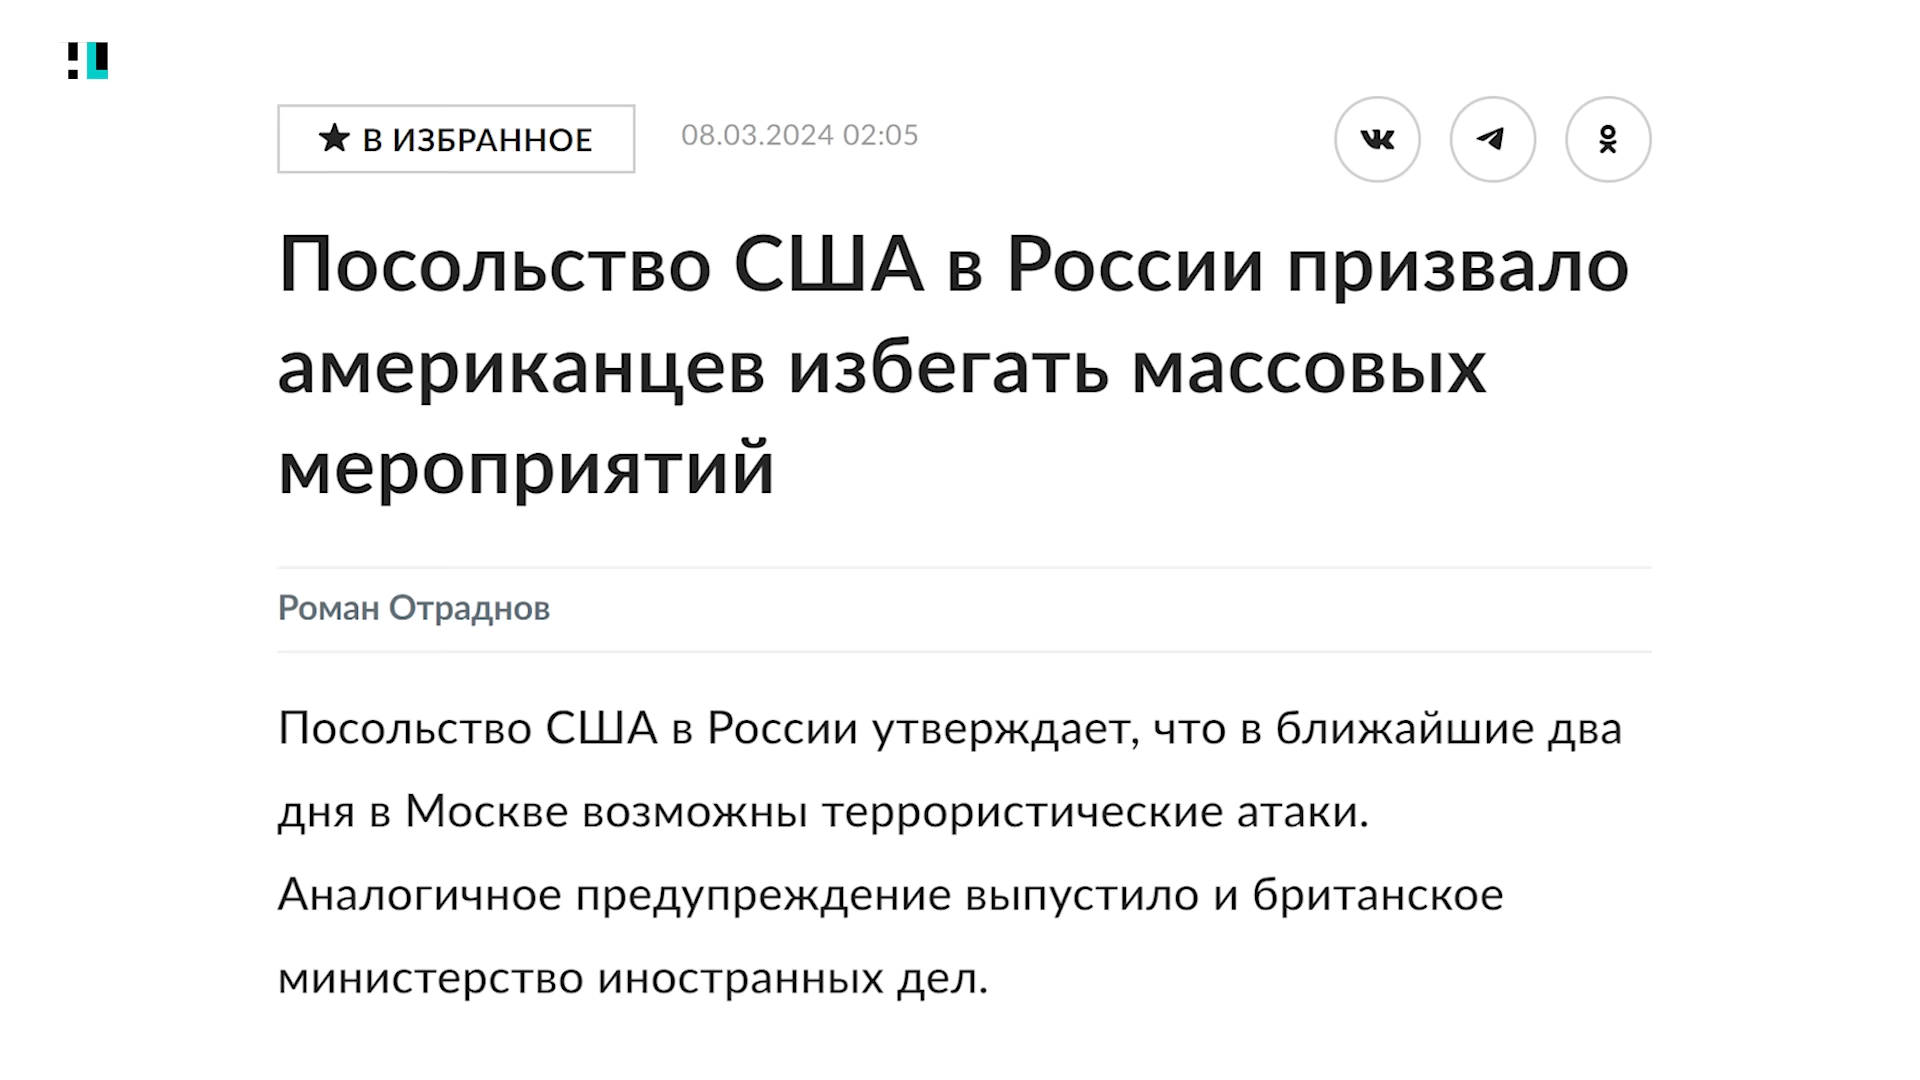 В ИЗБРАННОЕ
08.03.2024 02:05
Посольство США в России призвало
американцев избегать массовых
мероприятий
Роман Отраднов
Посольство США в России утверждает, что в ближайшие два
дня в Москве возможны террористические атаки.
Аналогичное предупреждение выпустило и британское
министерство иностранных дел.